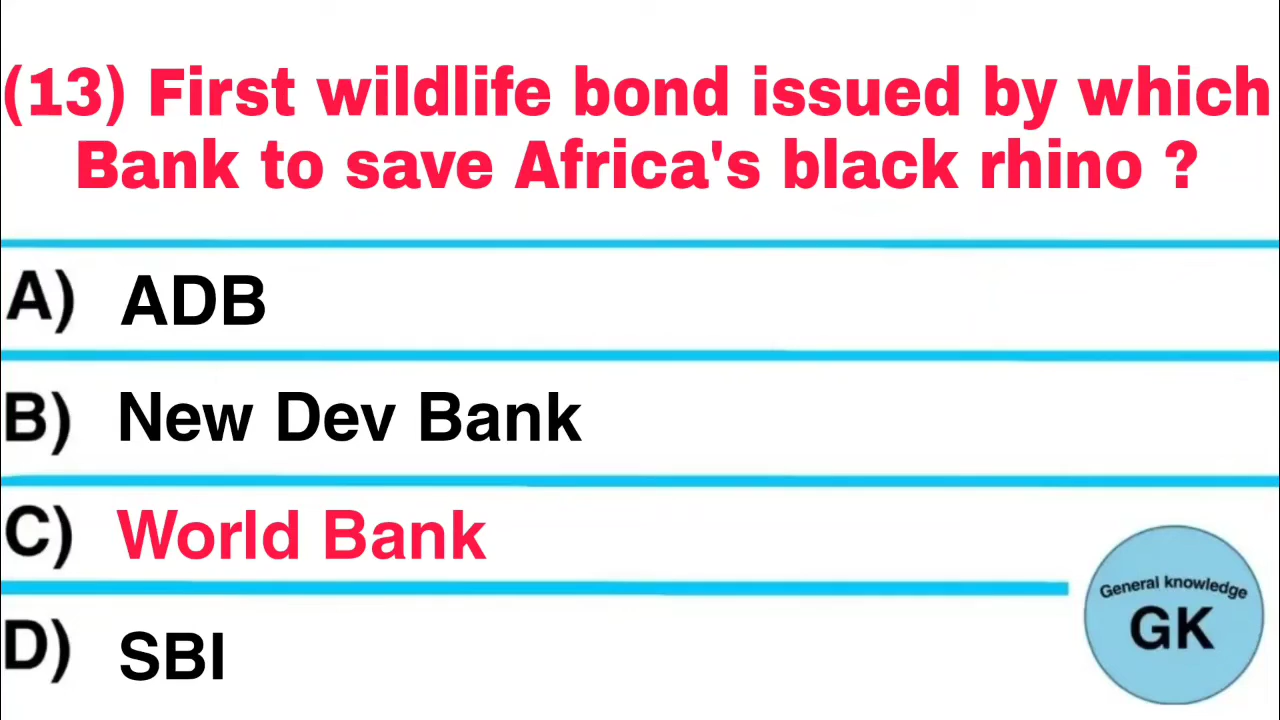 (13) First wildlife bond issued by which
Bank to save Africa's black rhino ?
A) ADB
B) New Dev Bank
C) World Bank
D) SBI
General knowledge
GK